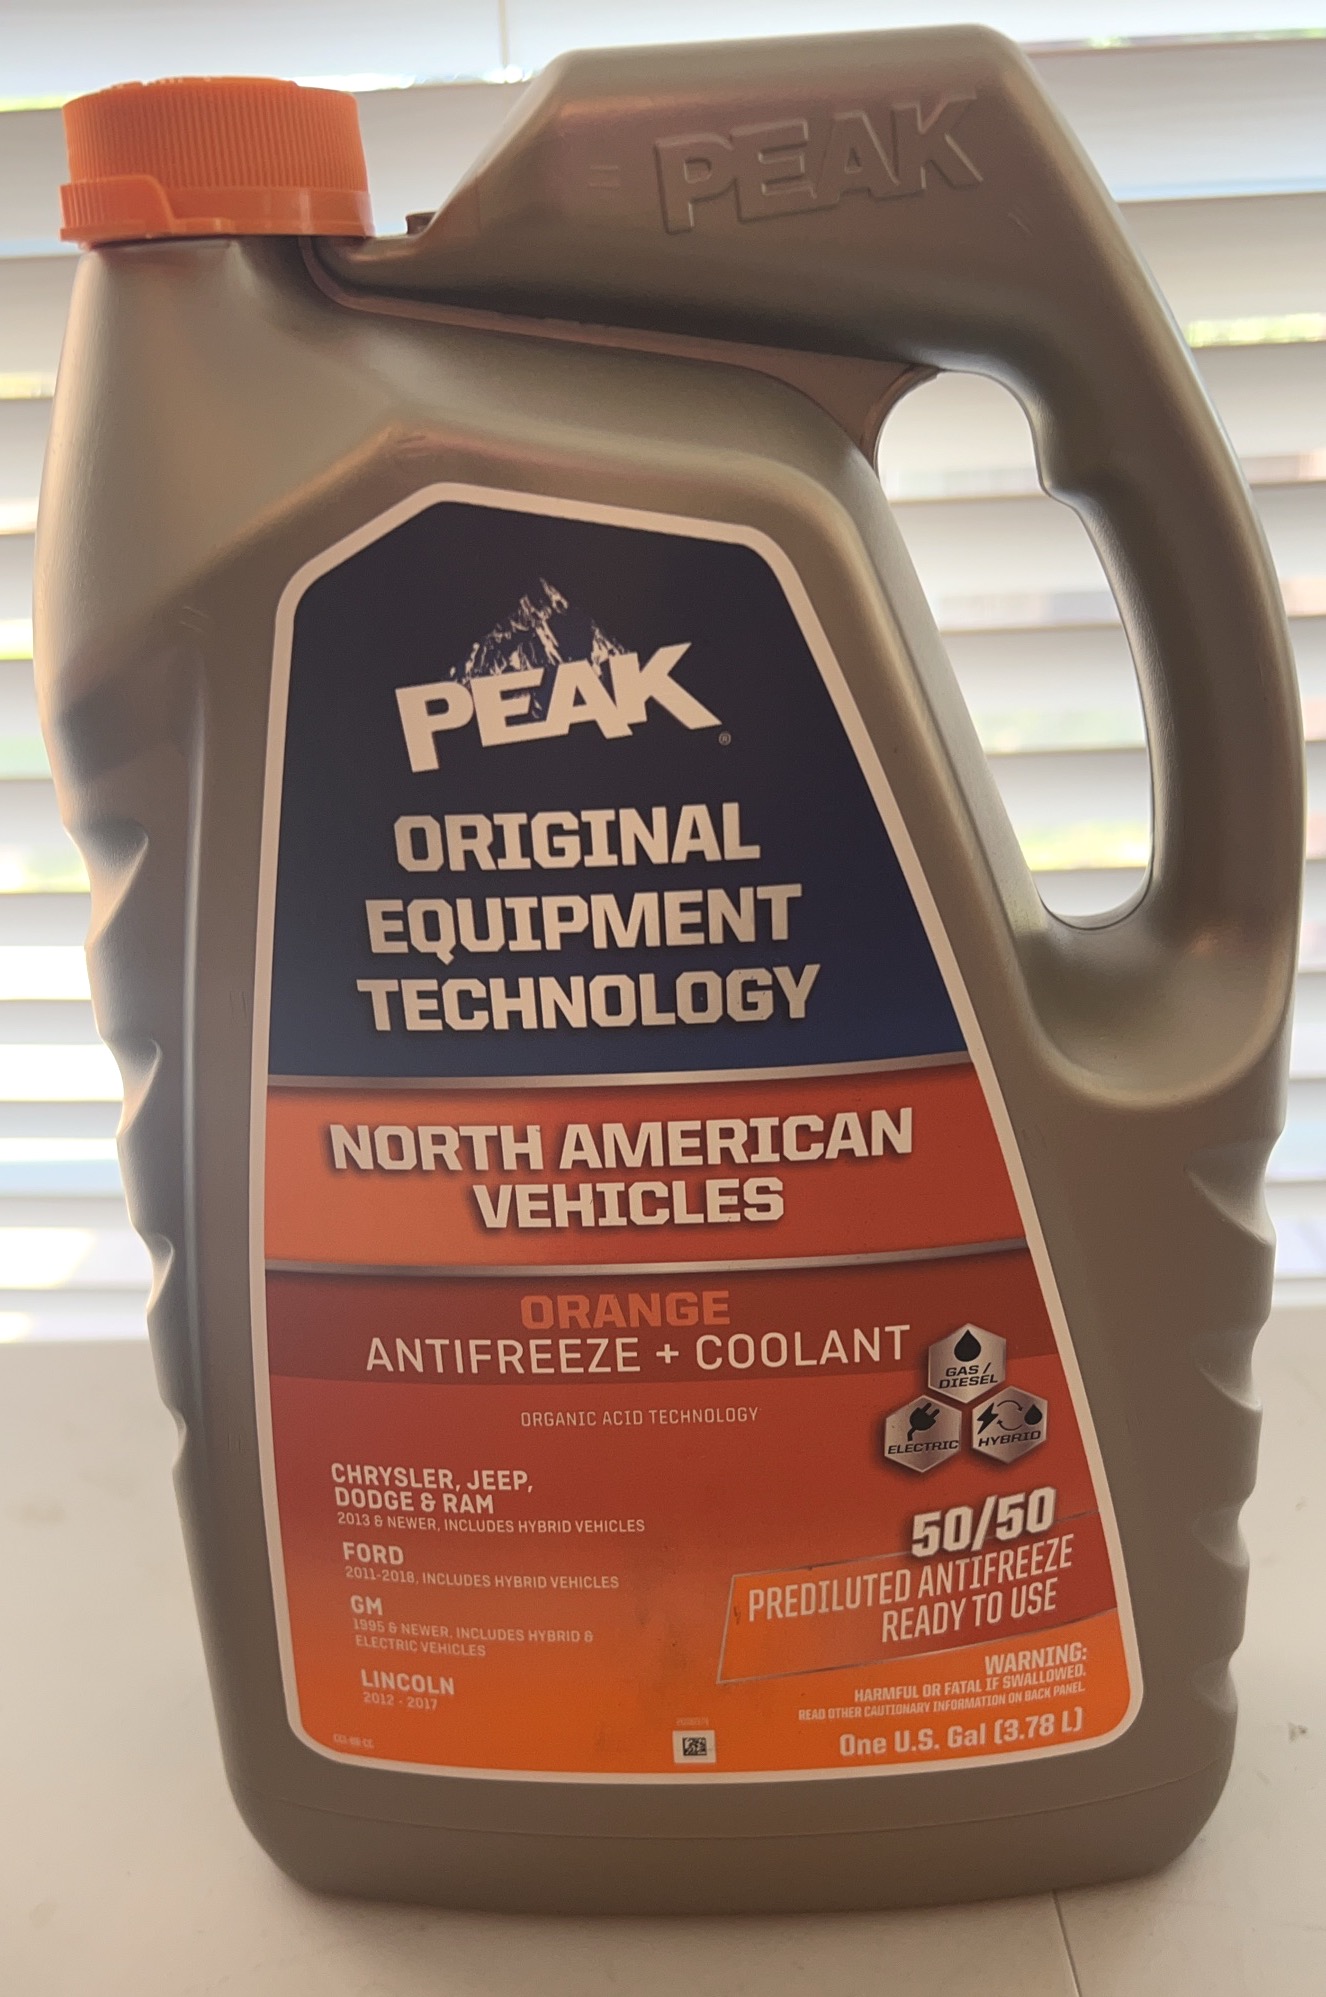 PEAK
PEAK®
ORIGINAL
EQUIPMENT
TECHNOLOGY
NORTH AMERICAN
VEHICLES
ORANGE
ANTIFREEZE + COOLANT
ORGANIC ACID TECHNOLOGY
GAS /
DIESEL
ELECTRIC
HYBRID
CHRYSLER, JEEP,
DODGE & RAM
2013 & NEWER, INCLUDES HYBRID VEHICLES
FORD
2011-2018, INCLUDES HYBRID VEHICLES
GM
1995 & NEWER, INCLUDES HYBRID &
ELECTRIC VEHICLES
LINCOLN
2012 - 2017
50/50
PREDILUTED ANTIFREEZE
READY TO USE
WARNING:
HARMFUL OR FATAL IF SWALLOWED.
READ OTHER CAUTIONARY INFORMATION ON BACK PANEL.
One U.S. Gal (3.78 L)